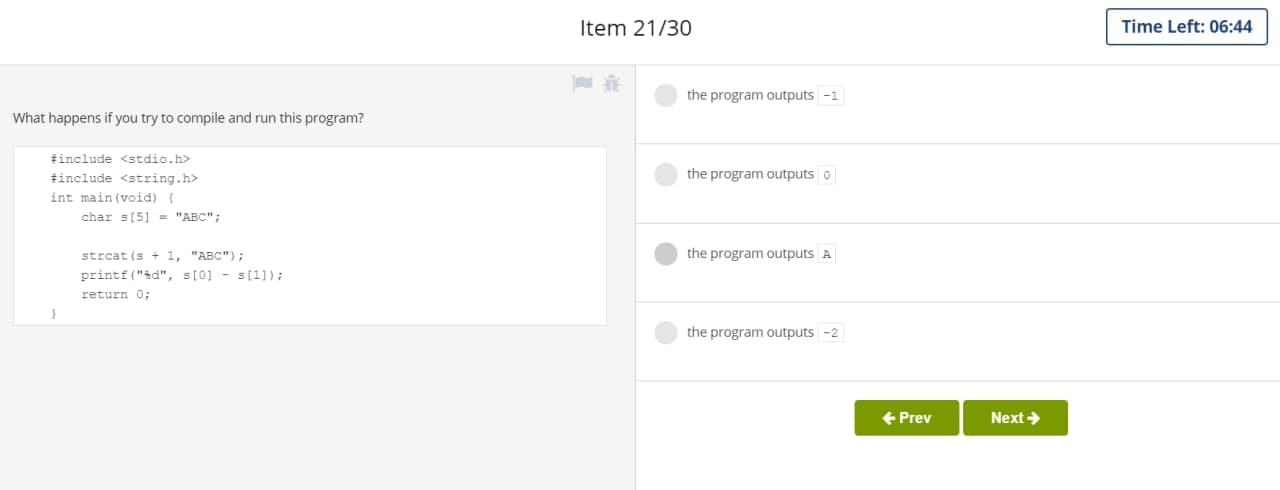 Item 21/30
Time Left: 06:44
What happens if you try to compile and run this program?
#include <stdio.h>
#include <string.h>
int main(void) {
    char s[5] = "ABC";

    strcat(s + 1, "ABC");
    printf("%d", s[0] - s[1]);
    return 0;
}
the program outputs -1
the program outputs 0
the program outputs A
the program outputs -2
Prev
Next